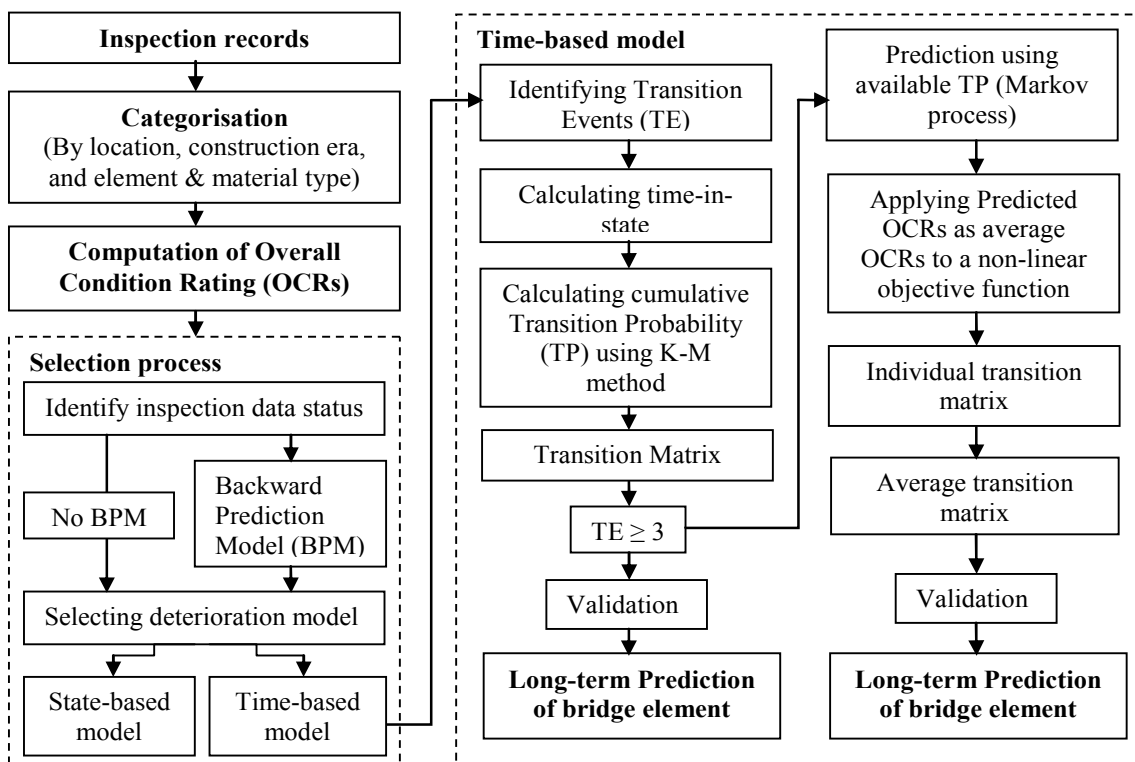 Inspection records
Categorisation
(By location, construction era,
and element & material type)
Computation of Overall
Condition Rating (OCRs)
Selection process
Identify inspection data status
No BPM
Backward
Prediction
Model (BPM)
Selecting deterioration model
State-based
model
Time-based
model
Time-based model
Identifying Transition
Events (TE)
Calculating time-in-
state
Calculating cumulative
Transition Probability
(TP) using K-M
method
Transition Matrix
TE ≥ 3
Validation
Long-term Prediction
of bridge element
Prediction using
available TP (Markov
process)
Applying Predicted
OCRs as average
OCRs to a non-linear
objective function
Individual transition
matrix
Average transition
matrix
Validation
Long-term Prediction
of bridge element